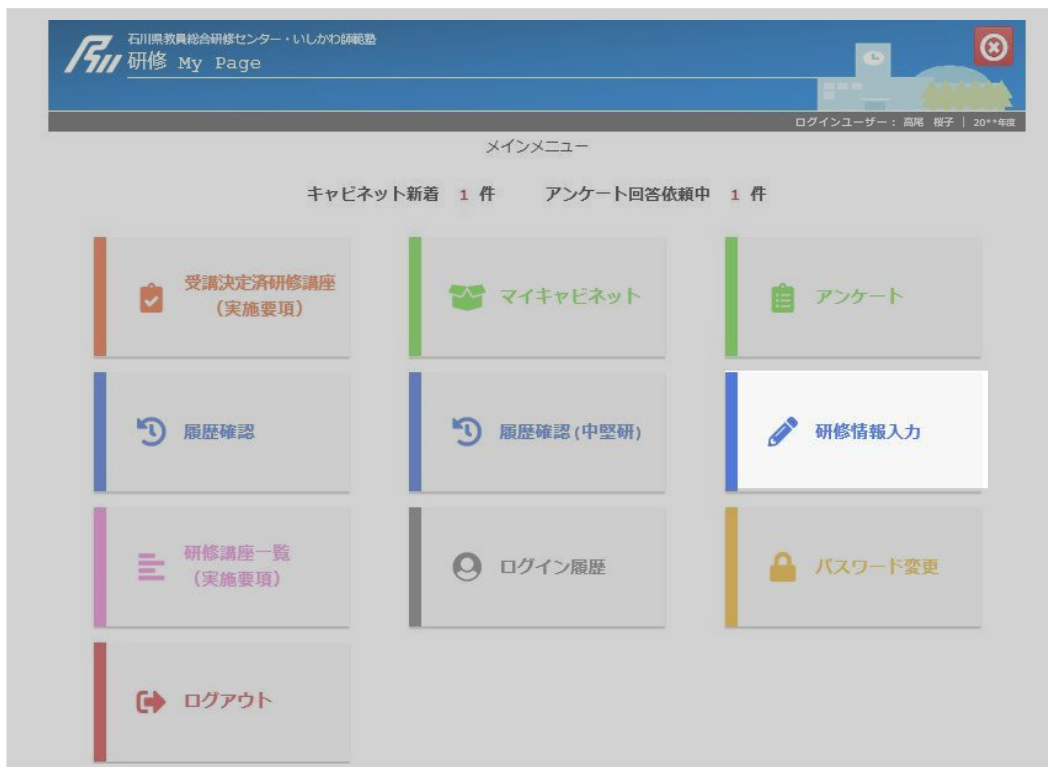 石川県教員総合研修センター・いしかわ師範塾
研修 My Page
ログインユーザー： 高尾 桜子 | 20**年度
メインメニュー
キャビネット新着 1 件 アンケート回答依頼中 1 件
受講決定済研修講座
（実施要項）
マイキャビネット
アンケート
履歴確認
履歴確認(中堅研)
研修情報入力
研修講座一覧
（実施要項）
ログイン履歴
パスワード変更
ログアウト